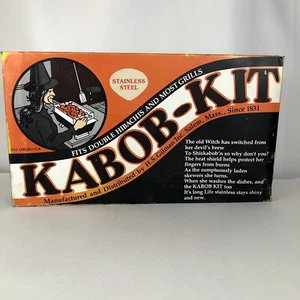 STAINLESS
STEEL
FITS DOUBLE HIBACHIS AND MOST GRILLS
KABOB-KIT
Manufactured and Distributed by H.S. Gilman Inc. Salem, Mass., Since 1831
The old Witch has switched from
her devil's brew
To Shiskabob'n so why don't you?
The heat shield helps protect her
fingers from burns
As the sumptuously laden
skewers she turns.
When she washes the dishes, and
the KABOB KIT too
It's long Life stainless stays shiny
and new.